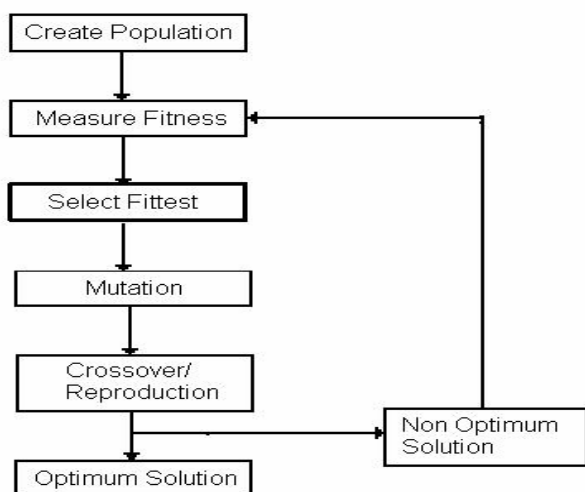 Create Population
Measure Fitness
Select Fittest
Mutation
Crossover/
Reproduction
Non Optimum
Solution
Optimum Solution